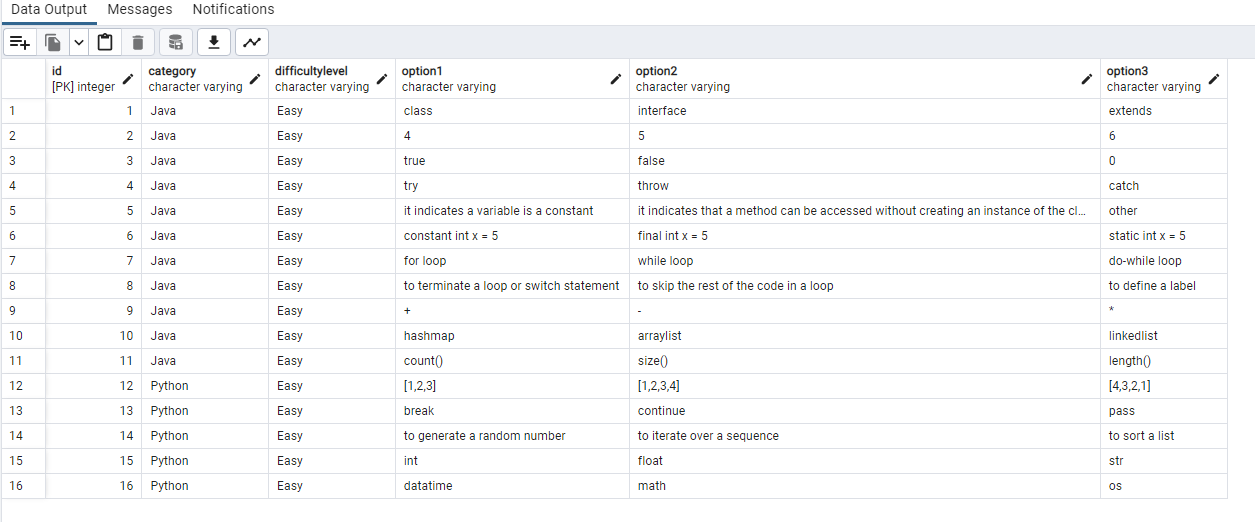 Data Output Messages Notifications
id category difficultylevel option1 option2 option3
[PK] integer character varying character varying character varying character varying character varying
1 1 Java Easy class interface extends
2 2 Java Easy 4 5 6
3 3 Java Easy true false 0
4 4 Java Easy try throw catch
5 5 Java Easy it indicates a variable is a constant it indicates that a method can be accessed without creating an instance of the cl... other
6 6 Java Easy constant int x = 5 final int x = 5 static int x = 5
7 7 Java Easy for loop while loop do-while loop
8 8 Java Easy to terminate a loop or switch statement to skip the rest of the code in a loop to define a label
9 9 Java Easy + - *
10 10 Java Easy hashmap arraylist linkedlist
11 11 Java Easy count() size() length()
12 12 Python Easy [1,2,3] [1,2,3,4] [4,3,2,1]
13 13 Python Easy break continue pass
14 14 Python Easy to generate a random number to iterate over a sequence to sort a list
15 15 Python Easy int float str
16 16 Python Easy datatime math os